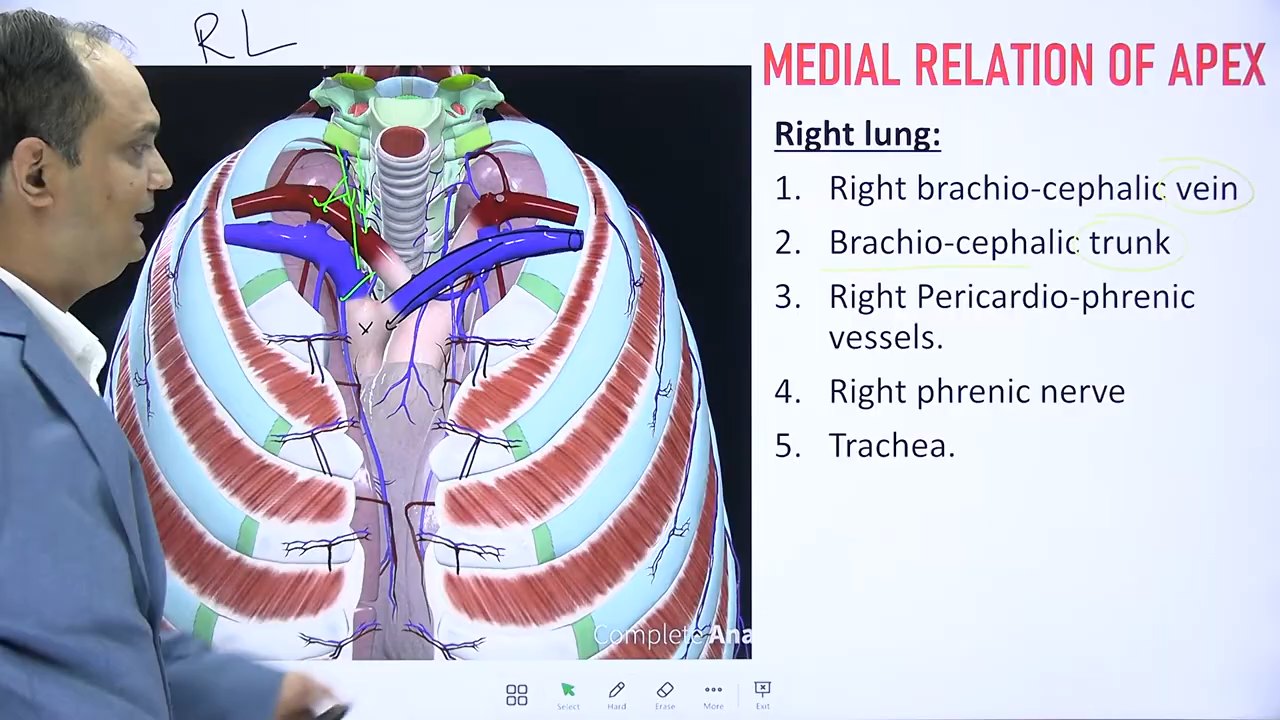 RL
MEDIAL RELATION OF APEX
Right lung:
1. Right brachio-cephalic vein
2. Brachio-cephalic trunk
3. Right Pericardio-phrenic
vessels.
4. Right phrenic nerve
5. Trachea.
Complete Ana
Select Hard Erase More Exit